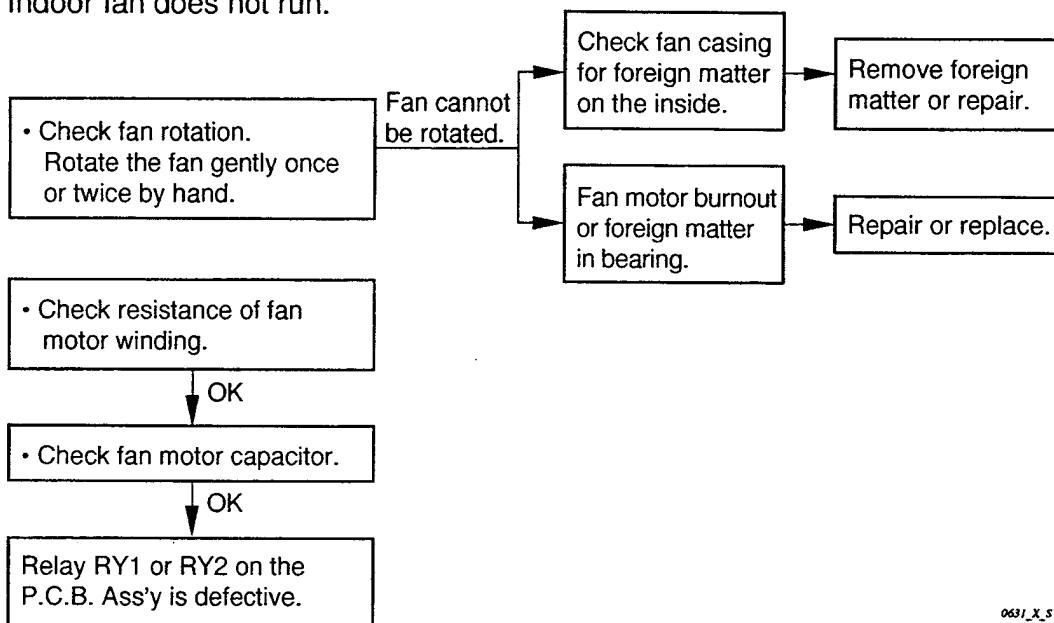 Indoor fan does not run.
• Check fan rotation.
Rotate the fan gently once
or twice by hand.
Fan cannot
be rotated.
Check fan casing
for foreign matter
on the inside.
Remove foreign
matter or repair.
Fan motor burnout
or foreign matter
in bearing.
Repair or replace.
• Check resistance of fan
motor winding.
OK
• Check fan motor capacitor.
OK
Relay RY1 or RY2 on the
P.C.B. Ass'y is defective.
0631_X_S